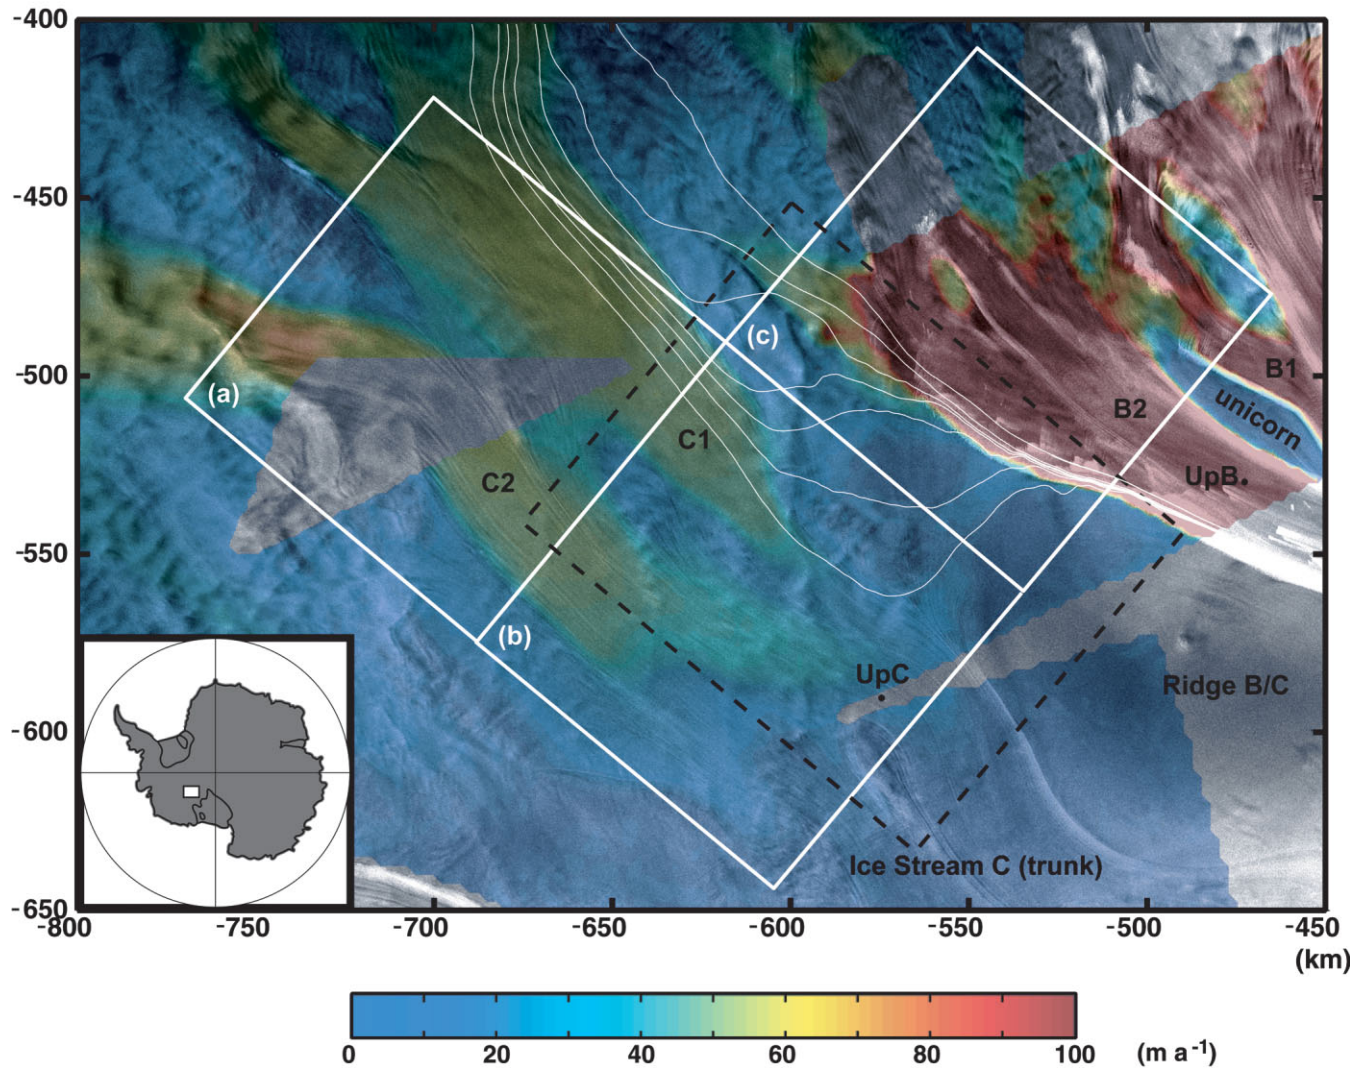 -400
-450
-500
-550
-600
-650
(a)
(b)
(c)
C1
C2
B1
B2
unicorn
UpB
UpC
Ridge B/C
Ice Stream C (trunk)
-800 -750 -700 -650 -600 -550 -500 -450
(km)
0 20 40 60 80 100 (m a⁻¹)